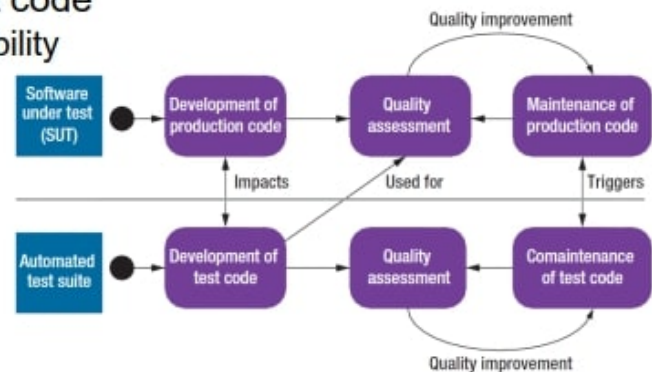 code
bility
Quality improvement
Software
under test
(SUT)
Development of
production code
Quality
assessment
Maintenance of
production code
Impacts
Used for
Triggers
Automated
test suite
Development of
test code
Quality
assessment
Comaintenance
of test code
Quality improvement